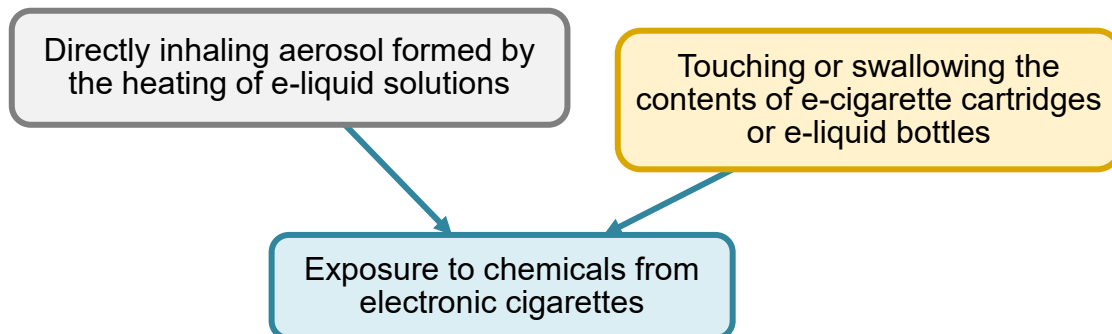 Directly inhaling aerosol formed by
the heating of e-liquid solutions
Touching or swallowing the
contents of e-cigarette cartridges
or e-liquid bottles
Exposure to chemicals from
electronic cigarettes